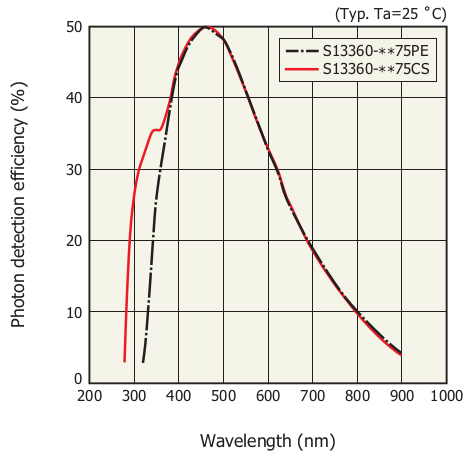 (Typ. Ta=25 ˚C)
50
40
30
20
10
0
Photon detection efficiency (%)
S13360-**75PE
S13360-**75CS
200 300 400 500 600 700 800 900 1000
Wavelength (nm)